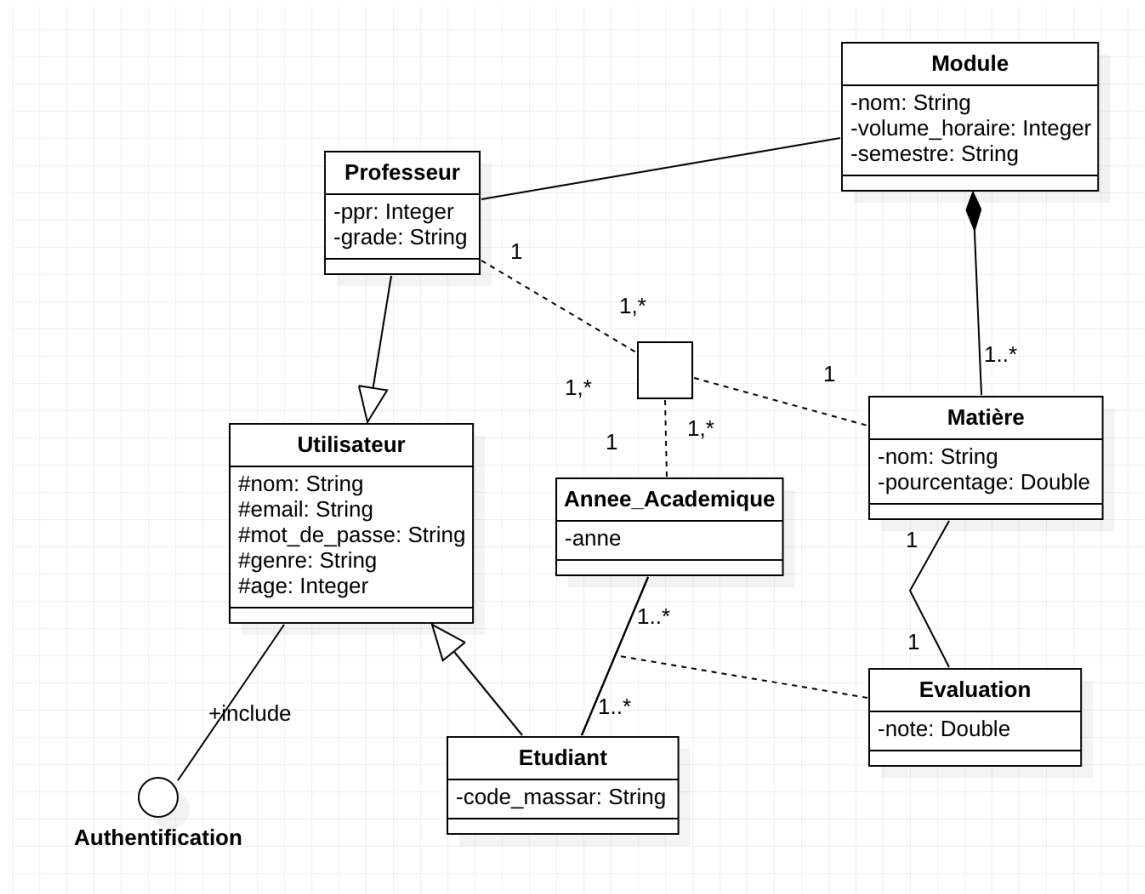 Module
-nom: String
-volume_horaire: Integer
-semestre: String
Professeur
-ppr: Integer
-grade: String
1
1,*
1..*
1,*
1
1
1,*
Matière
-nom: String
-pourcentage: Double
Utilisateur
#nom: String
#email: String
#mot_de_passe: String
#genre: String
#age: Integer
Annee_Academique
-anne
1
1..*
1
Evaluation
-note: Double
1..*
+include
Etudiant
-code_massar: String
Authentification